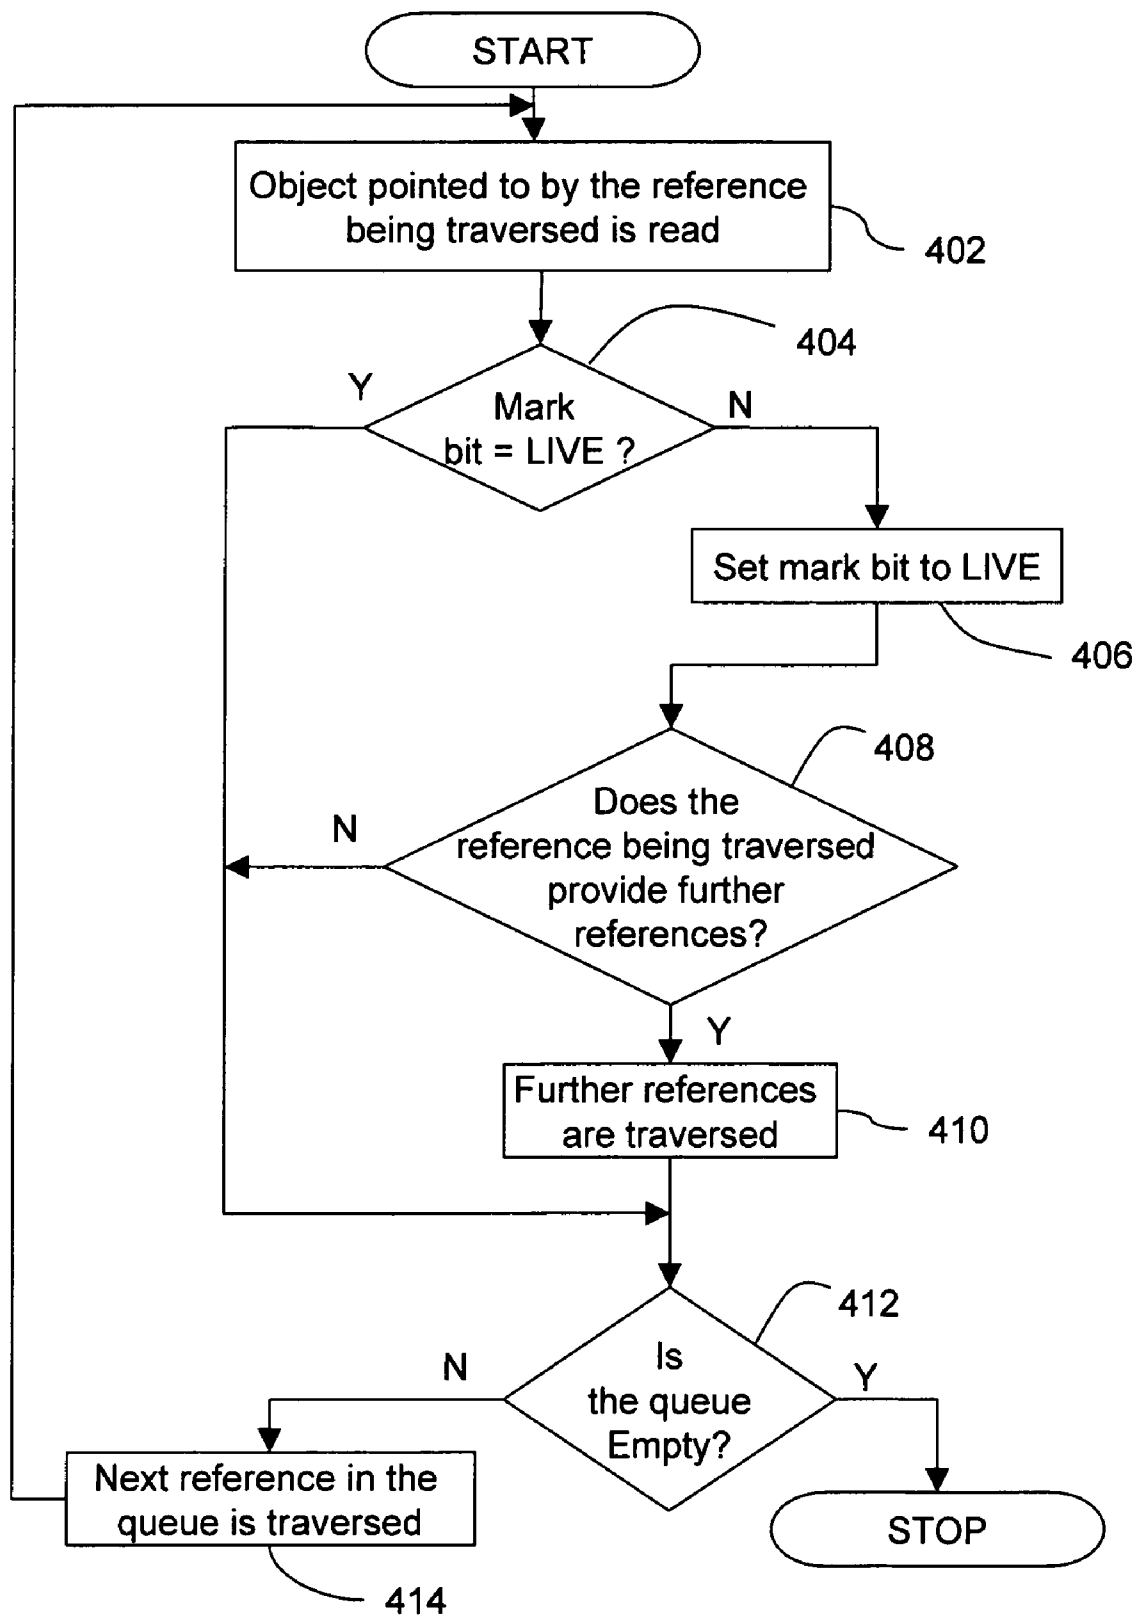 START
Object pointed to by the reference
being traversed is read
402
404
Y
N
Mark
bit = LIVE ?
Set mark bit to LIVE
406
408
Does the
reference being traversed
provide further
references?
N
Y
Further references
are traversed
410
412
Is
the queue
Empty?
N
Y
Next reference in the
queue is traversed
STOP
414